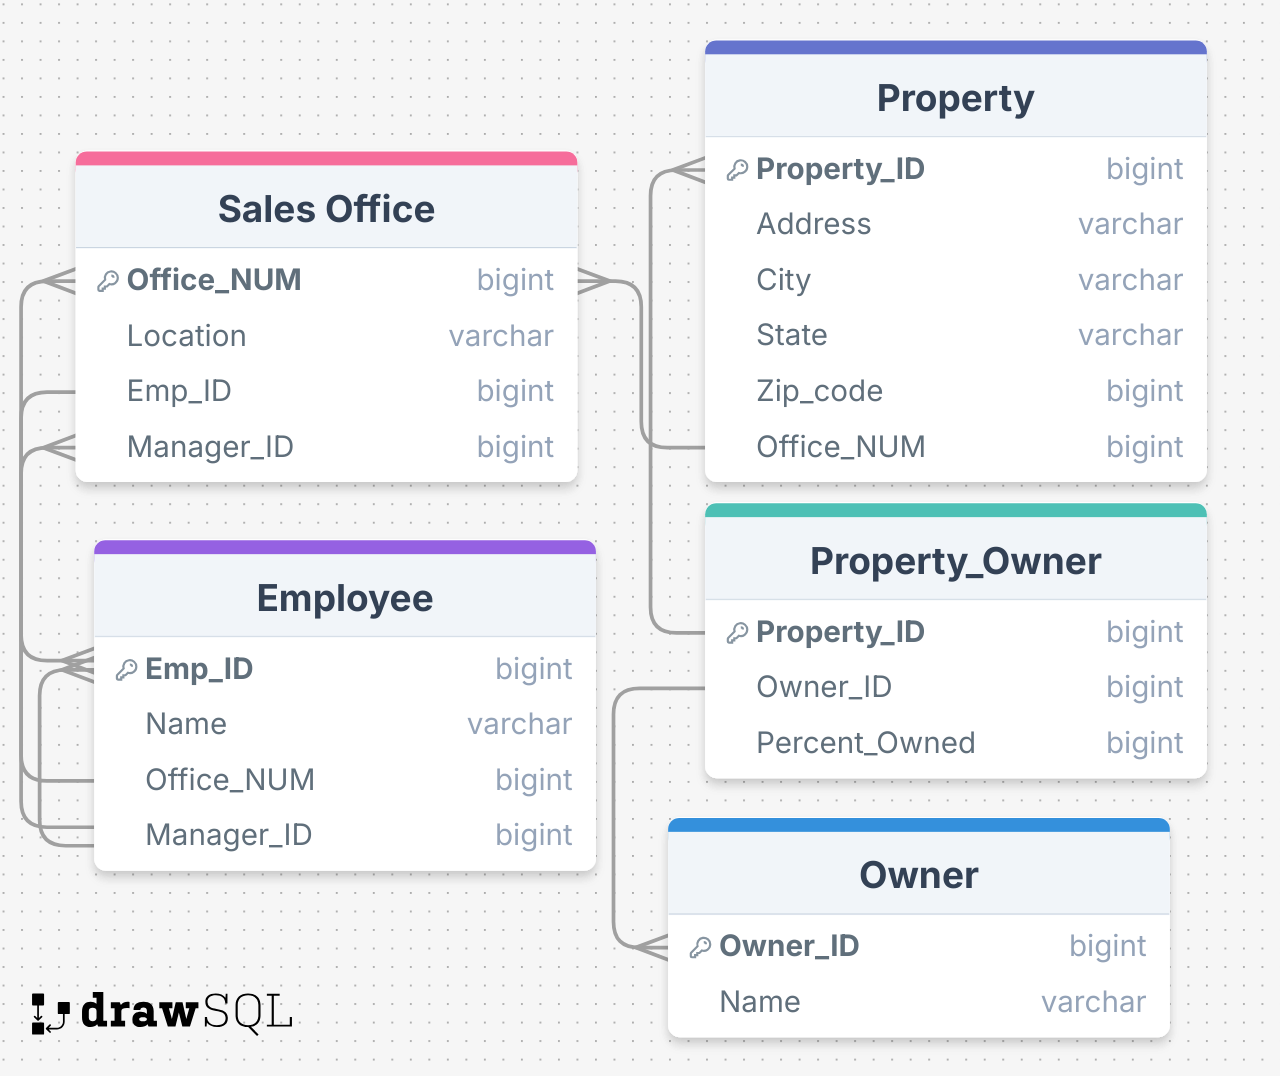 Sales Office
Office_NUM bigint
Location varchar
Emp_ID bigint
Manager_ID bigint
Employee
Emp_ID bigint
Name varchar
Office_NUM bigint
Manager_ID bigint
Property
Property_ID bigint
Address varchar
City varchar
State varchar
Zip_code bigint
Office_NUM bigint
Property_Owner
Property_ID bigint
Owner_ID bigint
Percent_Owned bigint
Owner
Owner_ID bigint
Name varchar
drawSQL